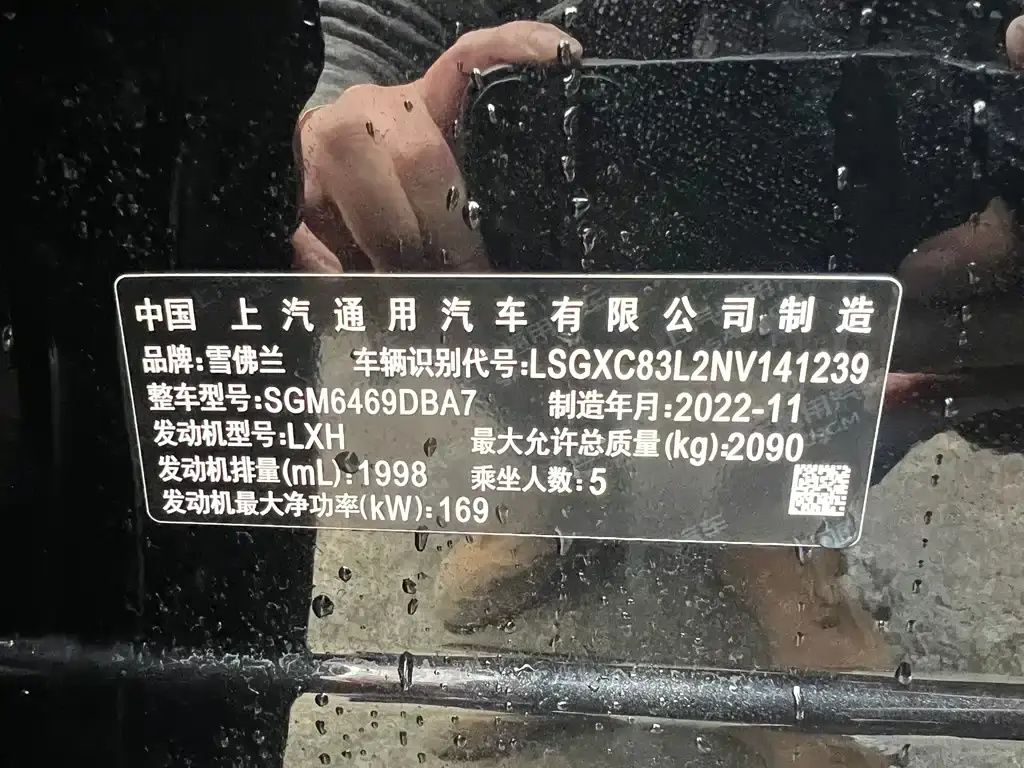 中国 上汽通用汽车有限公司制造
品牌:雪佛兰 车辆识别代号:LSGXC83L2NV141239
整车型号:SGM6469DBA7 制造年月:2022-11
发动机型号:LXH 最大允许总质量(kg):2090
发动机排量(mL):1998 乘坐人数:5
发动机最大净功率(kW):169